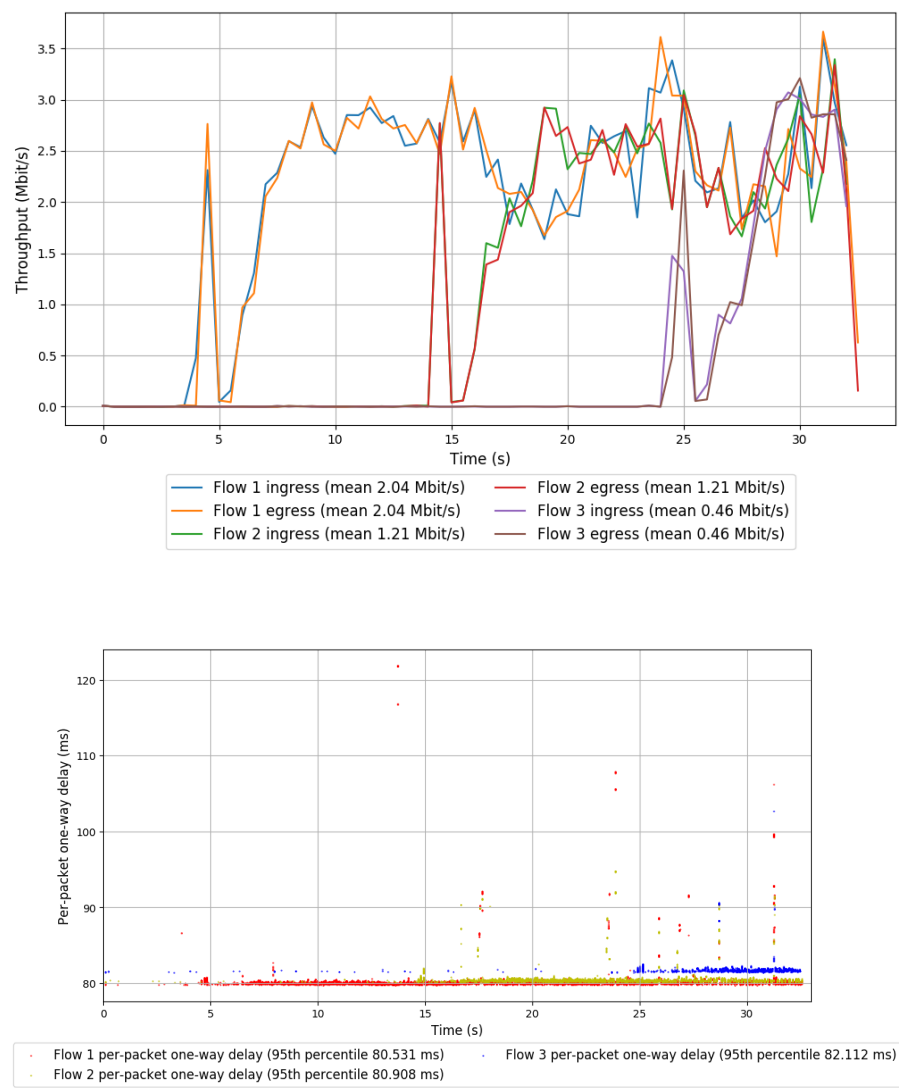 Throughput (Mbit/s)
3.5
3.0
2.5
2.0
1.5
1.0
0.5
0.0
0 5 10 15 20 25 30
Time (s)
Flow 1 ingress (mean 2.04 Mbit/s)
Flow 1 egress (mean 2.04 Mbit/s)
Flow 2 ingress (mean 1.21 Mbit/s)
Flow 2 egress (mean 1.21 Mbit/s)
Flow 3 ingress (mean 0.46 Mbit/s)
Flow 3 egress (mean 0.46 Mbit/s)
Per-packet one-way delay (ms)
120
110
100
90
80
0 5 10 15 20 25 30
Time (s)
Flow 1 per-packet one-way delay (95th percentile 80.531 ms)
Flow 2 per-packet one-way delay (95th percentile 80.908 ms)
Flow 3 per-packet one-way delay (95th percentile 82.112 ms)